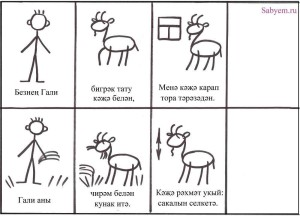 Sabyem.ru
Безнең Гали
бигрәк тату
кәҗә белән,
Менә кәҗә карап
тора тәрәзәдән.
Гали аны
чирәм белән
кунак итә.
Кәҗә рәхмәт укый:
сакалын селкетә.